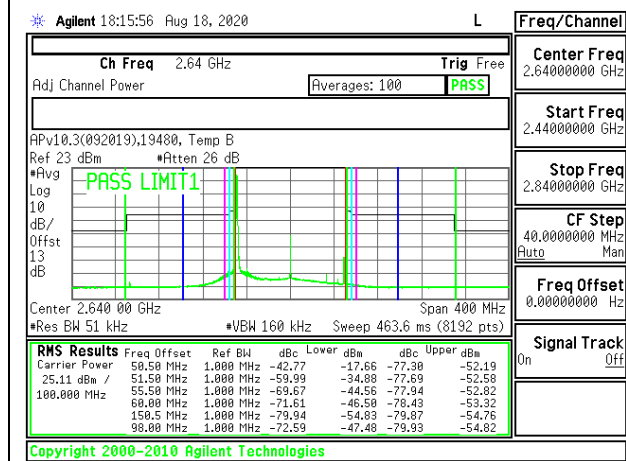 Agilent 18:15:56 Aug 18, 2020 L
Freq/Channel
Ch Freq 2.64 GHz Trig Free
Adj Channel Power Averages: 100 PASS
APv10.3(092019),19480, Temp B
Ref 23 dBm #Atten 26 dB
#Avg
Log
10
dB/
Offst
13
dB
PASS LIMIT1
Center 2.640 00 GHz Span 400 MHz
#Res BW 51 kHz #VBW 160 kHz Sweep 463.6 ms (8192 pts)
RMS Results Freq Offset Ref BW dBc Lower dBm dBc Upper dBm
Carrier Power 50.50 MHz 1.000 MHz -42.77 -17.66 -77.30 -52.19
25.11 dBm / 51.50 MHz 1.000 MHz -59.99 -34.88 -77.69 -52.58
100.000 MHz 55.50 MHz 1.000 MHz -69.67 -44.56 -77.94 -52.82
60.00 MHz 1.000 MHz -71.61 -46.50 -78.43 -53.32
150.5 MHz 1.000 MHz -79.94 -54.83 -79.87 -54.76
98.00 MHz 1.000 MHz -72.59 -47.48 -79.93 -54.82
Copyright 2000-2010 Agilent Technologies
Center Freq
2.64000000 GHz
Start Freq
2.44000000 GHz
Stop Freq
2.84000000 GHz
CF Step
40.0000000 MHz
Auto Man
Freq Offset
0.00000000 Hz
Signal Track
On Off